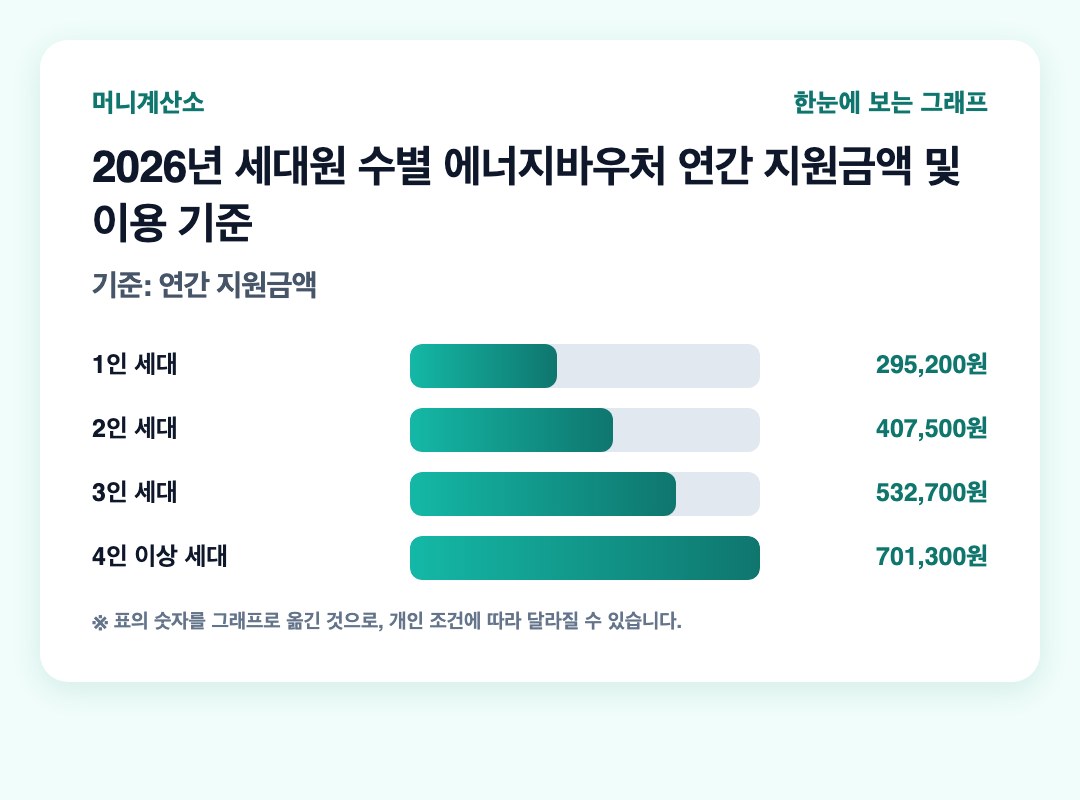 머니계산소
한눈에 보는 그래프
2026년 세대원 수별 에너지바우처 연간 지원금액 및
이용 기준
기준: 연간 지원금액
1인 세대 295,200원
2인 세대 407,500원
3인 세대 532,700원
4인 이상 세대 701,300원
※ 표의 숫자를 그래프로 옮긴 것으로, 개인 조건에 따라 달라질 수 있습니다.